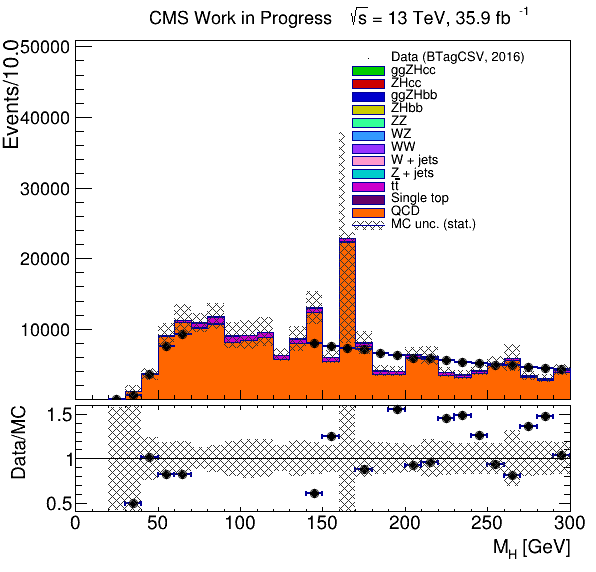 CMS Work in Progress √s = 13 TeV, 35.9 fb -1
Events/10.0
50000
40000
30000
20000
10000
Data (BTagCSV, 2016)
ggZHcc
ZHcc
ggZHbb
ZHbb
ZZ
WZ
WW
W + jets
Z + jets
tt̅
Single top
QCD
MC unc. (stat.)
Data/MC
1.5
1
0.5
0 50 100 150 200 250 300
M_H [GeV]